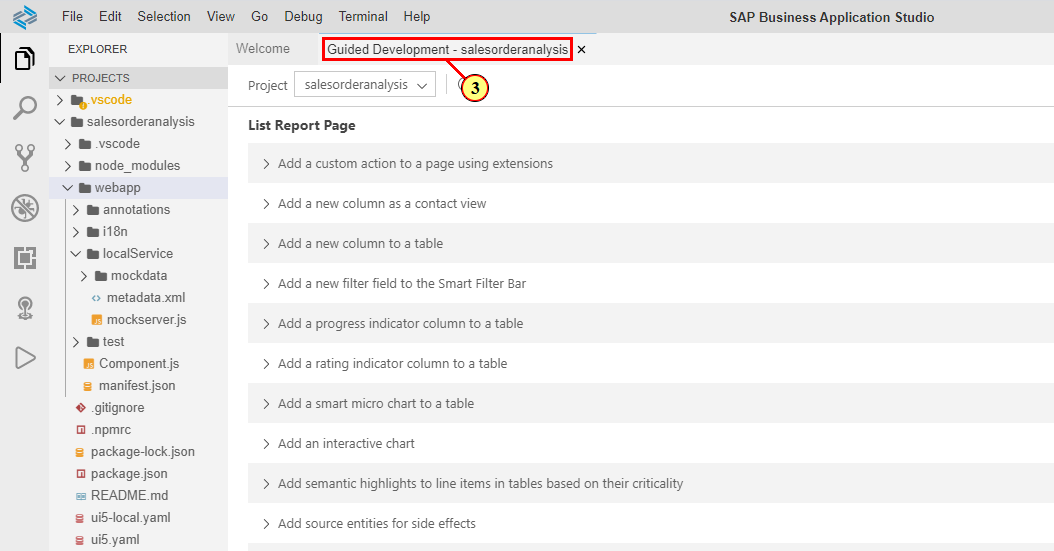 File Edit Selection View Go Debug Terminal Help SAP Business Application Studio
EXPLORER
Welcome Guided Development - salesorderanalysis ×
PROJECTS
Project salesorderanalysis
3
.vscode
salesorderanalysis
.vscode
node_modules
webapp
annotations
i18n
localService
mockdata
metadata.xml
mockserver.js
test
Component.js
manifest.json
.gitignore
.npmrc
package-lock.json
package.json
README.md
ui5-local.yaml
ui5.yaml
List Report Page
Add a custom action to a page using extensions
Add a new column as a contact view
Add a new column to a table
Add a new filter field to the Smart Filter Bar
Add a progress indicator column to a table
Add a rating indicator column to a table
Add a smart micro chart to a table
Add an interactive chart
Add semantic highlights to line items in tables based on their criticality
Add source entities for side effects